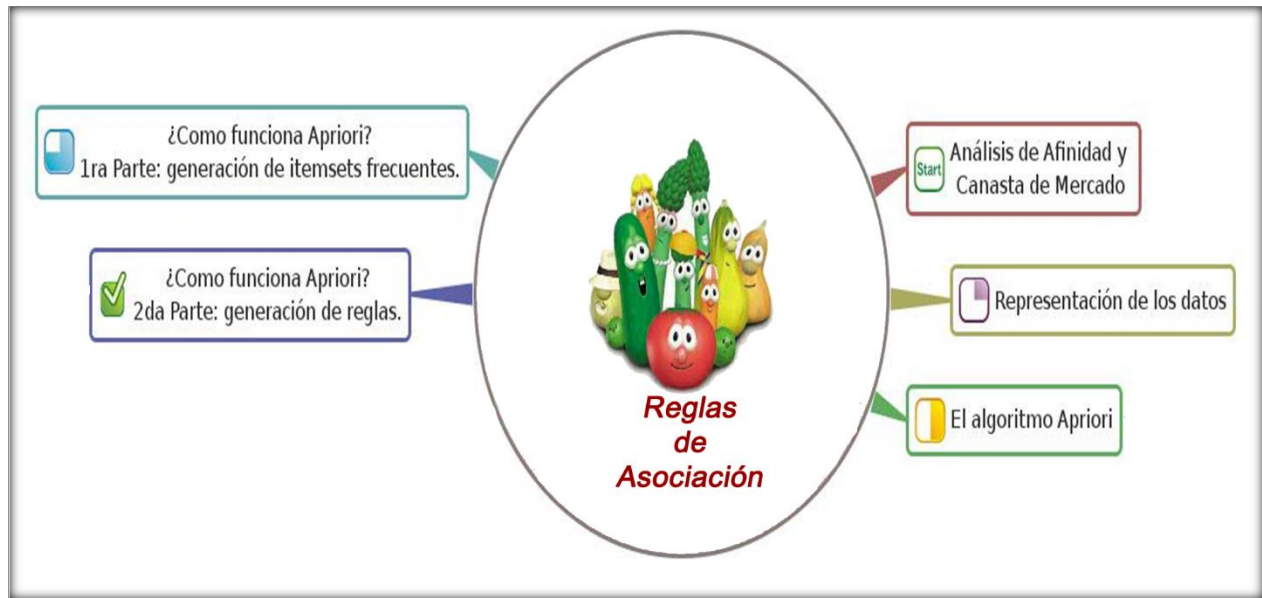 ¿Como funciona Apriori?
1ra Parte: generación de itemsets frecuentes.
¿Como funciona Apriori?
2da Parte: generación de reglas.
Reglas
de
Asociación
Start
Análisis de Afinidad y
Canasta de Mercado
Representación de los datos
El algoritmo Apriori